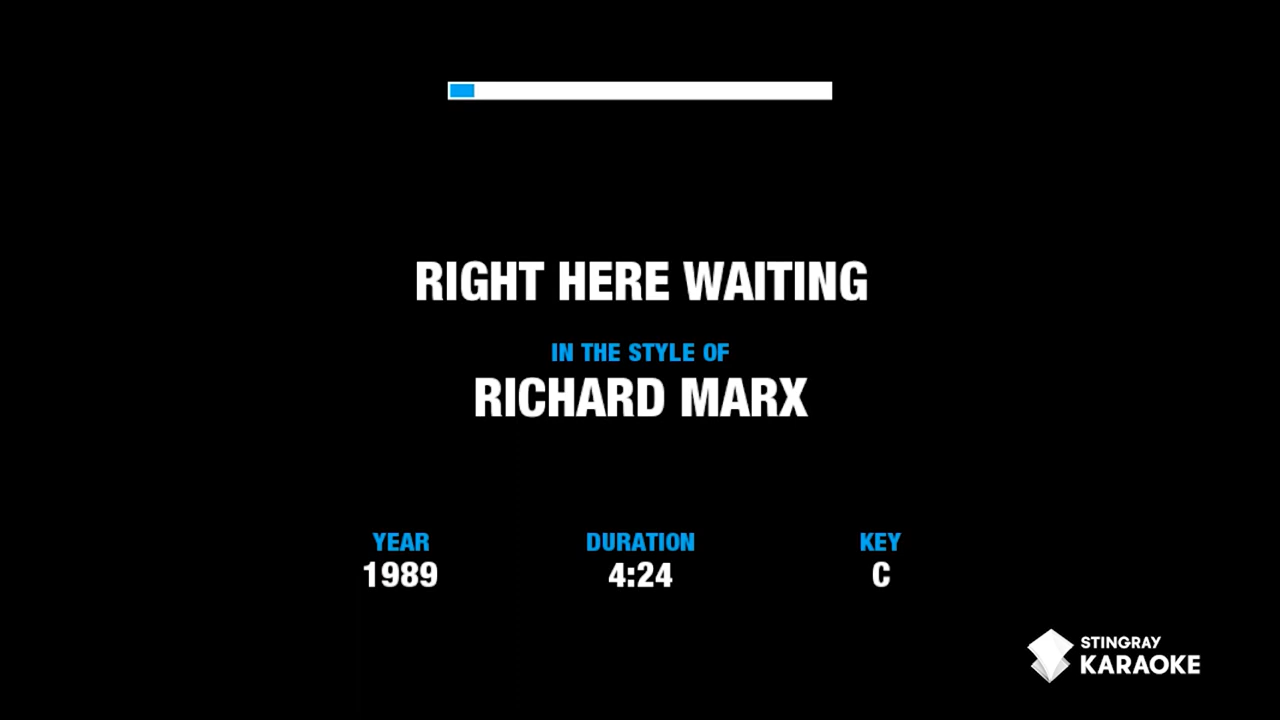 RIGHT HERE WAITING
IN THE STYLE OF
RICHARD MARX
YEAR DURATION KEY
1989 4:24 C
STINGRAY
KARAOKE